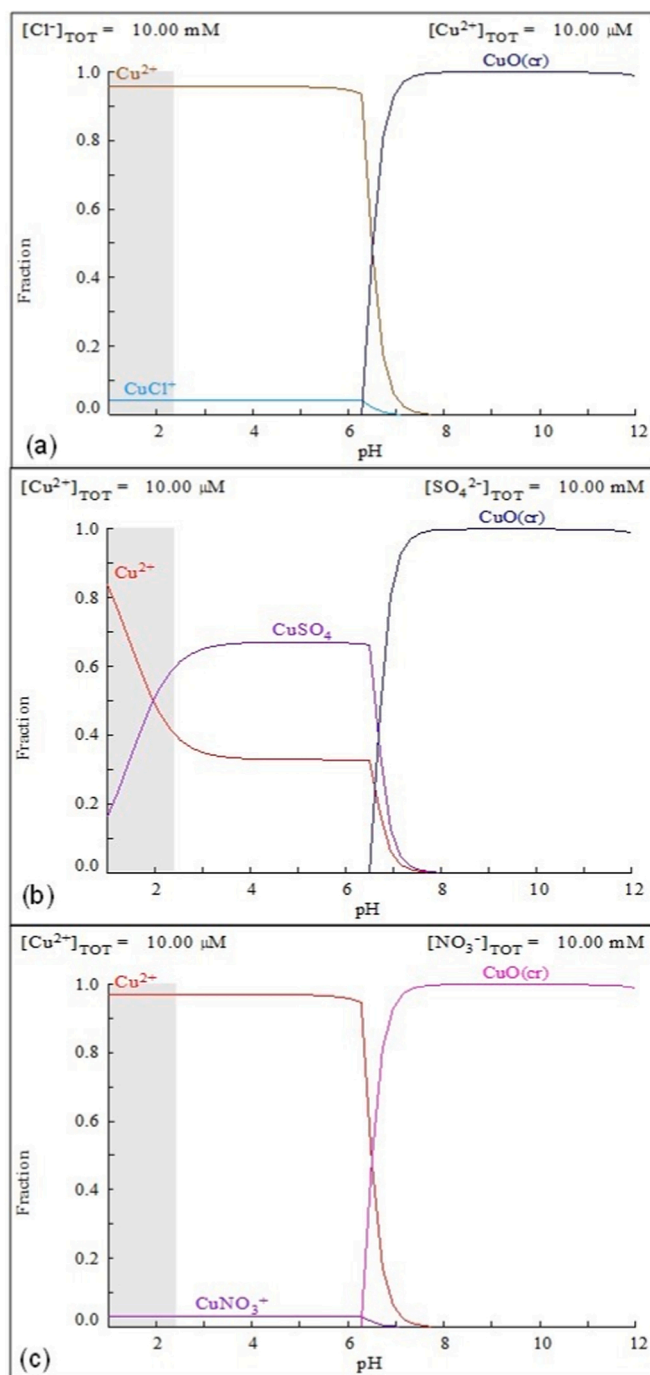 [Cl⁻]TOT = 10.00 mM [Cu²⁺]TOT = 10.00 μM
Cu²⁺ CuO(cr)
1.0
0.8
0.6
0.4
0.2
0.0
Fraction
CuCl⁺
2 4 6 8 10 12
pH
(a)
[Cu²⁺]TOT = 10.00 μM [SO₄²⁻]TOT = 10.00 mM
CuO(cr)
1.0
Cu²⁺
0.8
CuSO₄
0.6
0.4
0.2
0.0
Fraction
2 4 6 8 10 12
pH
(b)
[Cu²⁺]TOT = 10.00 μM [NO₃⁻]TOT = 10.00 mM
Cu²⁺ CuO(cr)
1.0
0.8
0.6
0.4
0.2
0.0
Fraction
CuNO₃⁺
2 4 6 8 10 12
pH
(c)